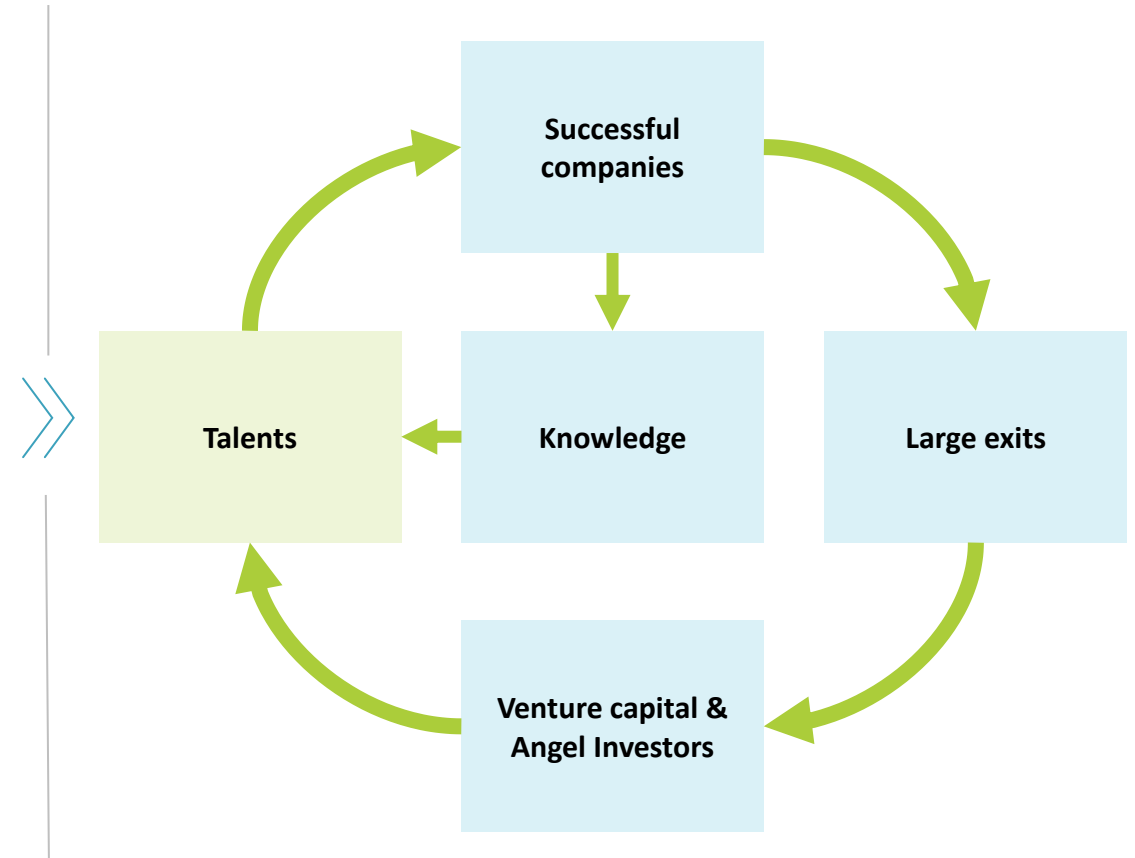 Successful
companies
Talents
Knowledge
Large exits
Venture capital &
Angel Investors